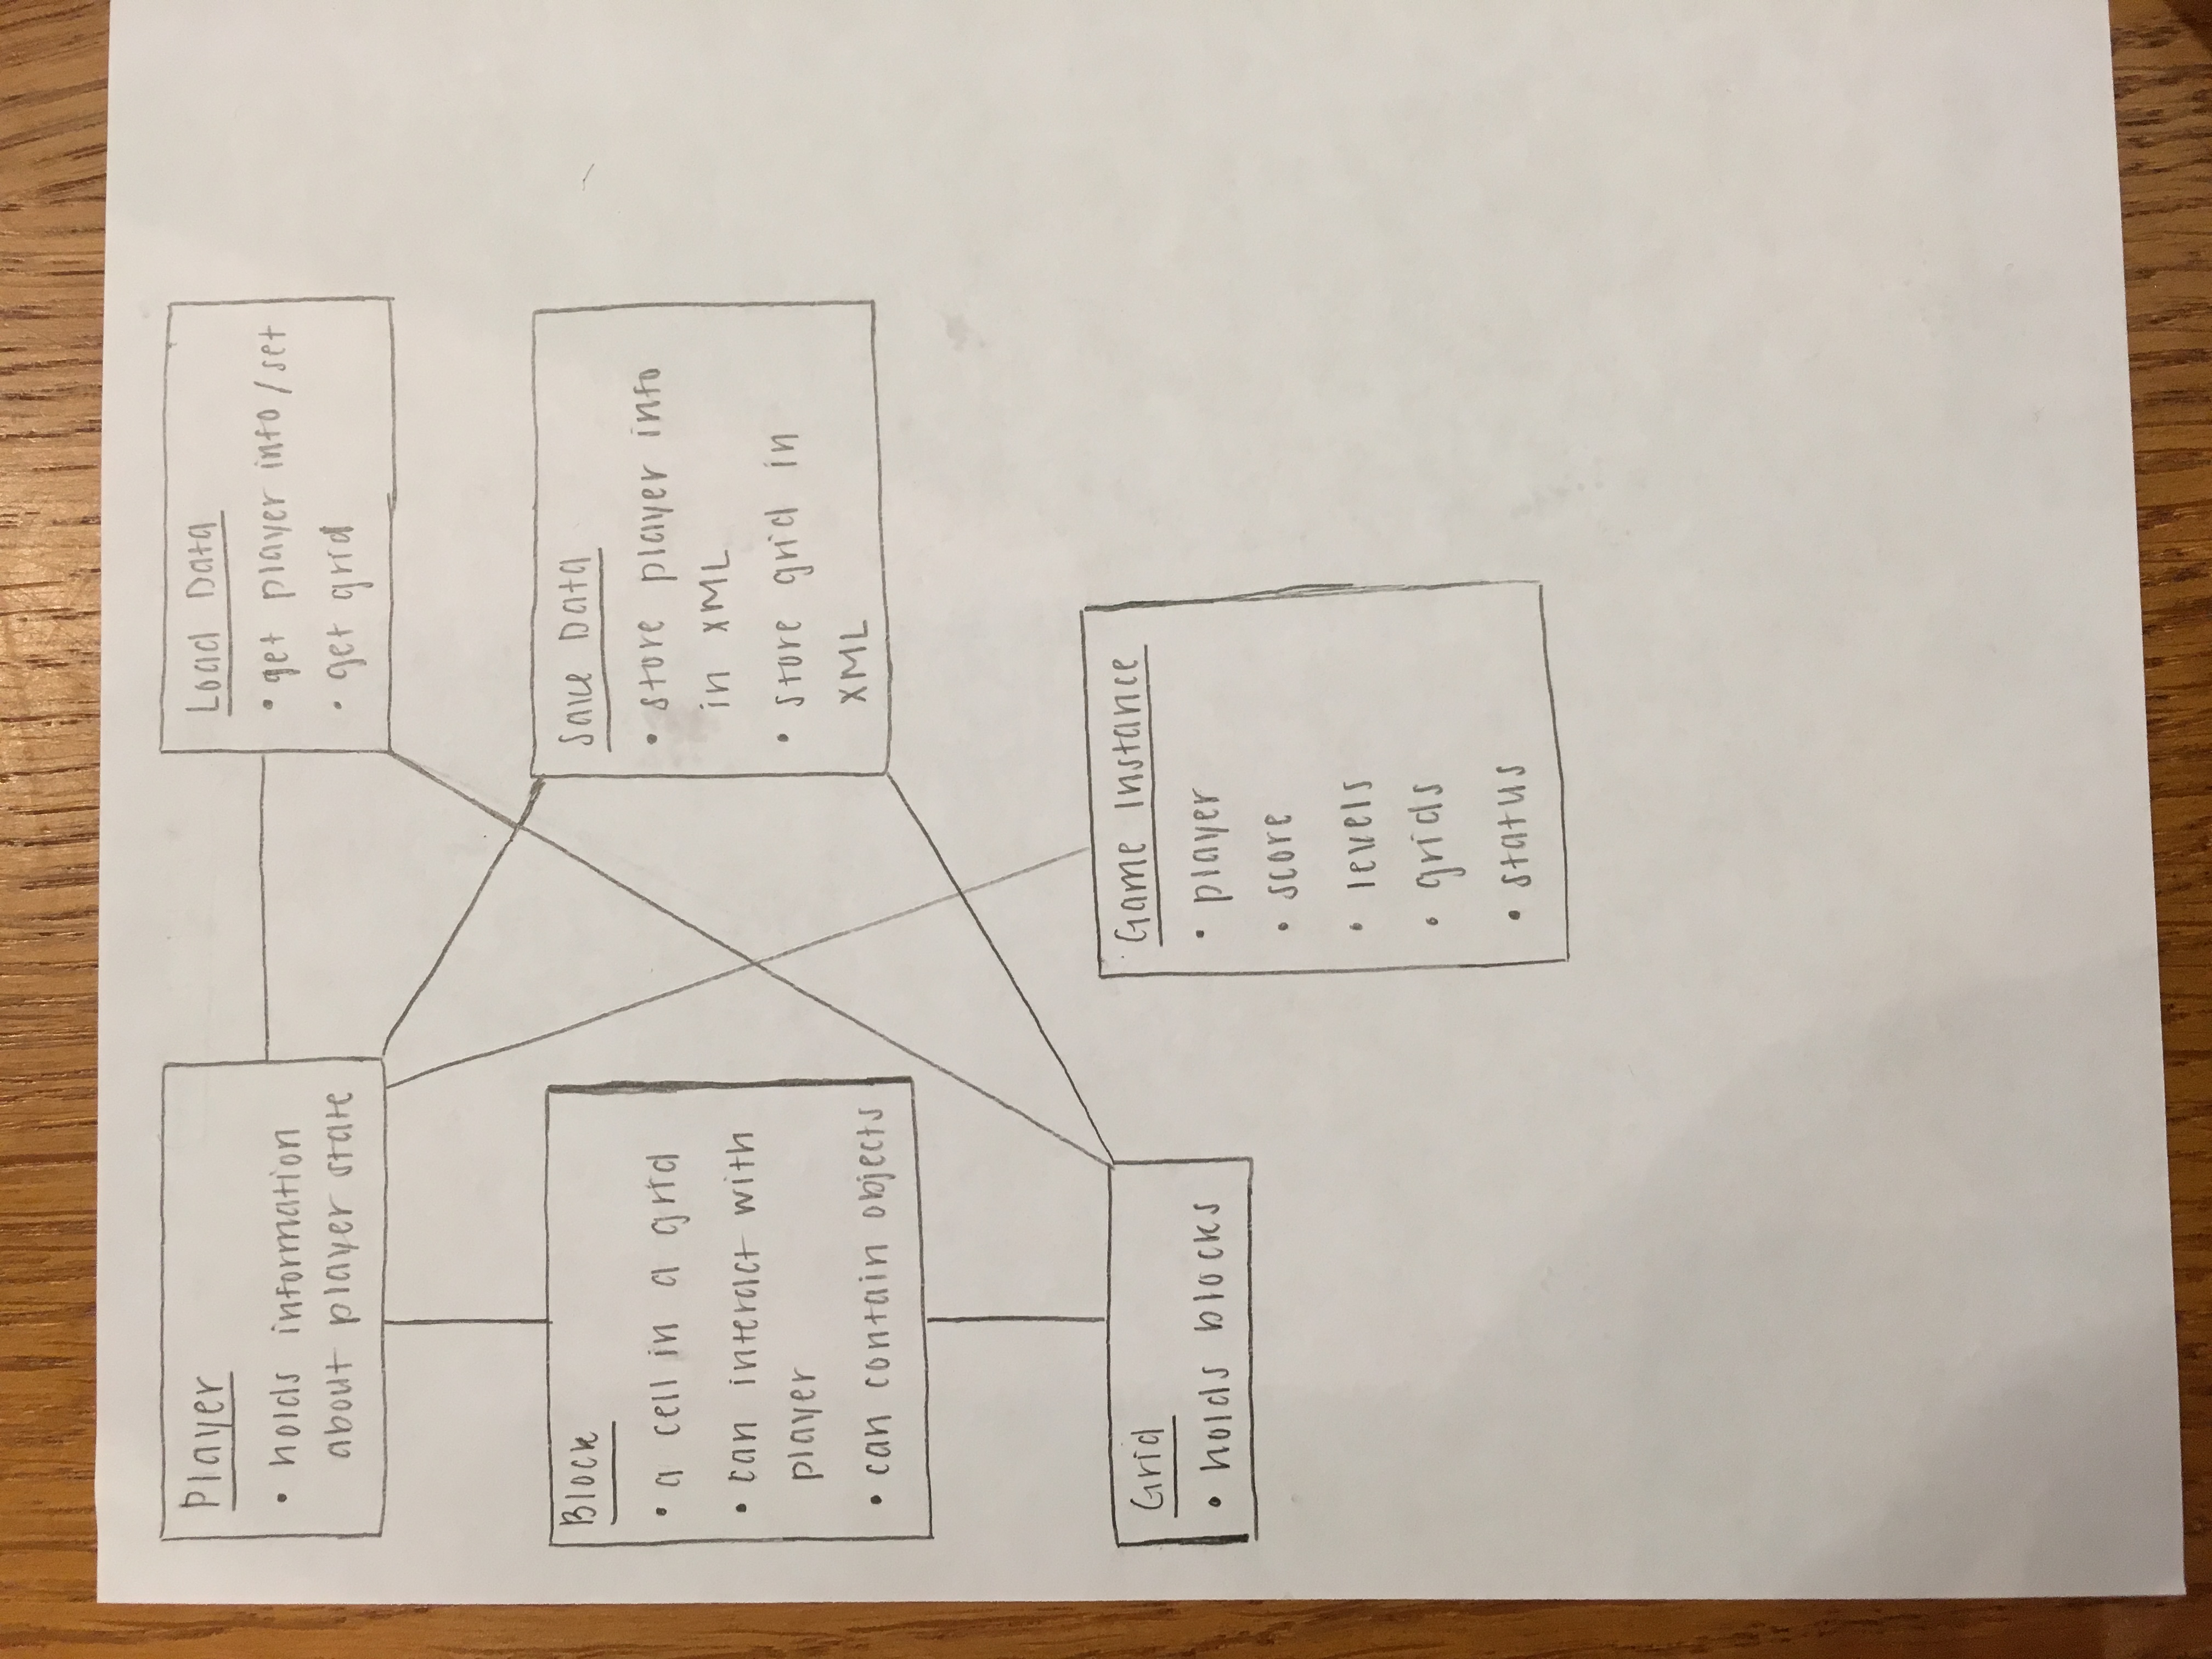 Player
• holds information
about player state
Load Data
• get player info / set
• get grid
Block
• a cell in a grid
• can interact with
player
• can contain objects
Save Data
• store player info
in XML
• store grid in
XML
Grid
• holds blocks
Game Instance
• player
• score
• levels
• grids
• status